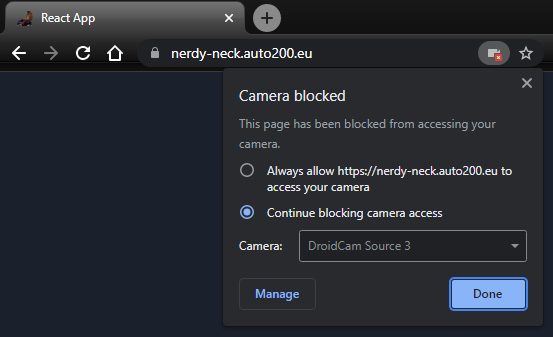 React App
nerdy-neck.auto200.eu
Camera blocked
This page has been blocked from accessing your
camera.
Always allow https://nerdy-neck.auto200.eu to
access your camera
Continue blocking camera access
Camera: DroidCam Source 3
Manage Done